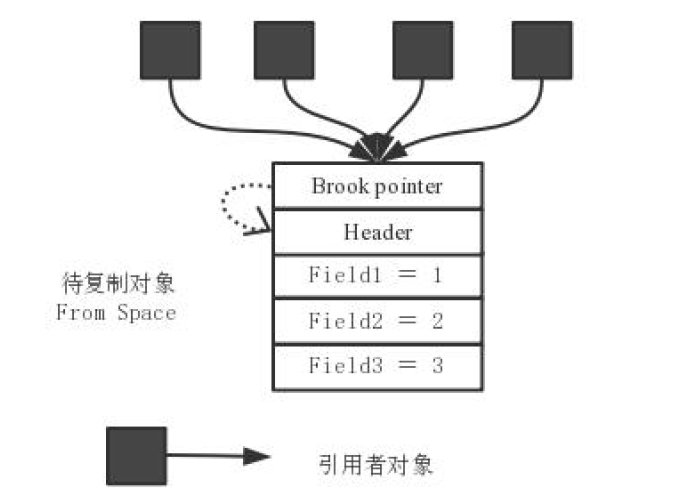 Brook pointer
Header
Field1 = 1
Field2 = 2
Field3 = 3
待复制对象
From Space
引用者对象